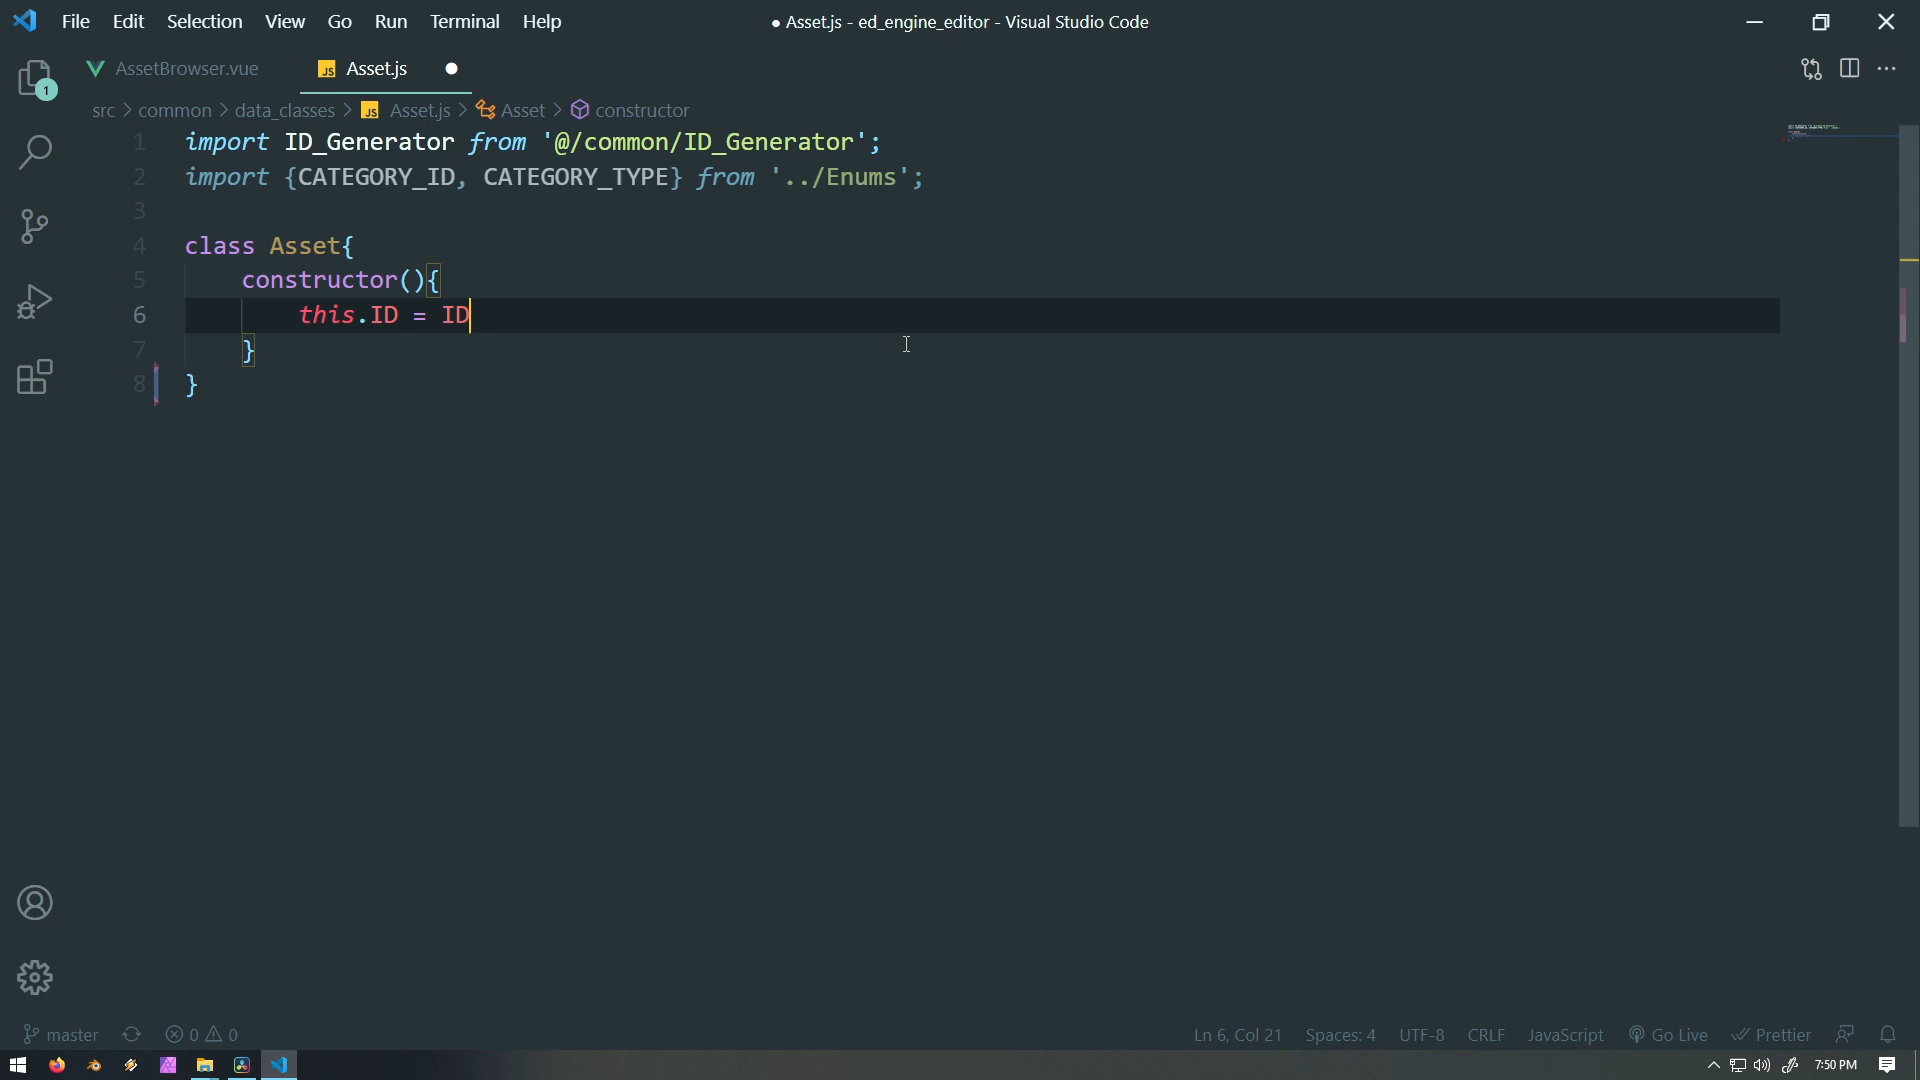 File Edit Selection View Go Run Terminal Help
● Asset.js - ed_engine_editor - Visual Studio Code
AssetBrowser.vue
JS Asset.js ●
1
src > common > data_classes > JS Asset.js > Asset > constructor
1 import ID_Generator from '@/common/ID_Generator';
2 import {CATEGORY_ID, CATEGORY_TYPE} from '../Enums';
3
4 class Asset{
5 constructor(){
6 this.ID = ID
7 }
8 }
master 0 0
Ln 6, Col 21 Spaces: 4 UTF-8 CRLF JavaScript Go Live Prettier
7:50 PM